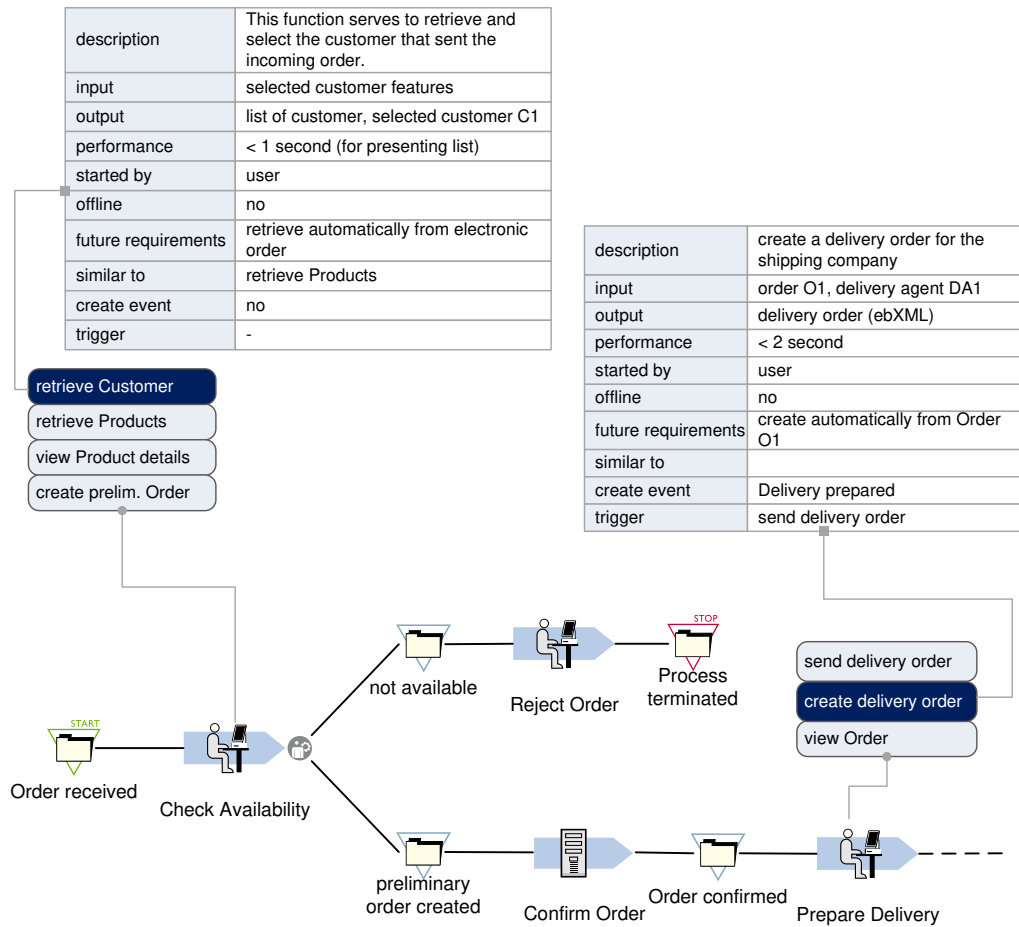 description
This function serves to retrieve and
select the customer that sent the
incoming order.
input
selected customer features
output
list of customer, selected customer C1
performance
< 1 second (for presenting list)
started by
user
offline
no
future requirements
retrieve automatically from electronic
order
similar to
retrieve Products
create event
no
trigger
-
description
create a delivery order for the
shipping company
input
order O1, delivery agent DA1
output
delivery order (ebXML)
performance
< 2 second
started by
user
offline
no
future requirements
create automatically from Order
O1
similar to
create event
Delivery prepared
trigger
send delivery order
retrieve Customer
retrieve Products
view Product details
create prelim. Order
send delivery order
create delivery order
view Order
START
Order received
Check Availability
not available
Reject Order
STOP
Process
terminated
preliminary
order created
Confirm Order
Order confirmed
Prepare Delivery